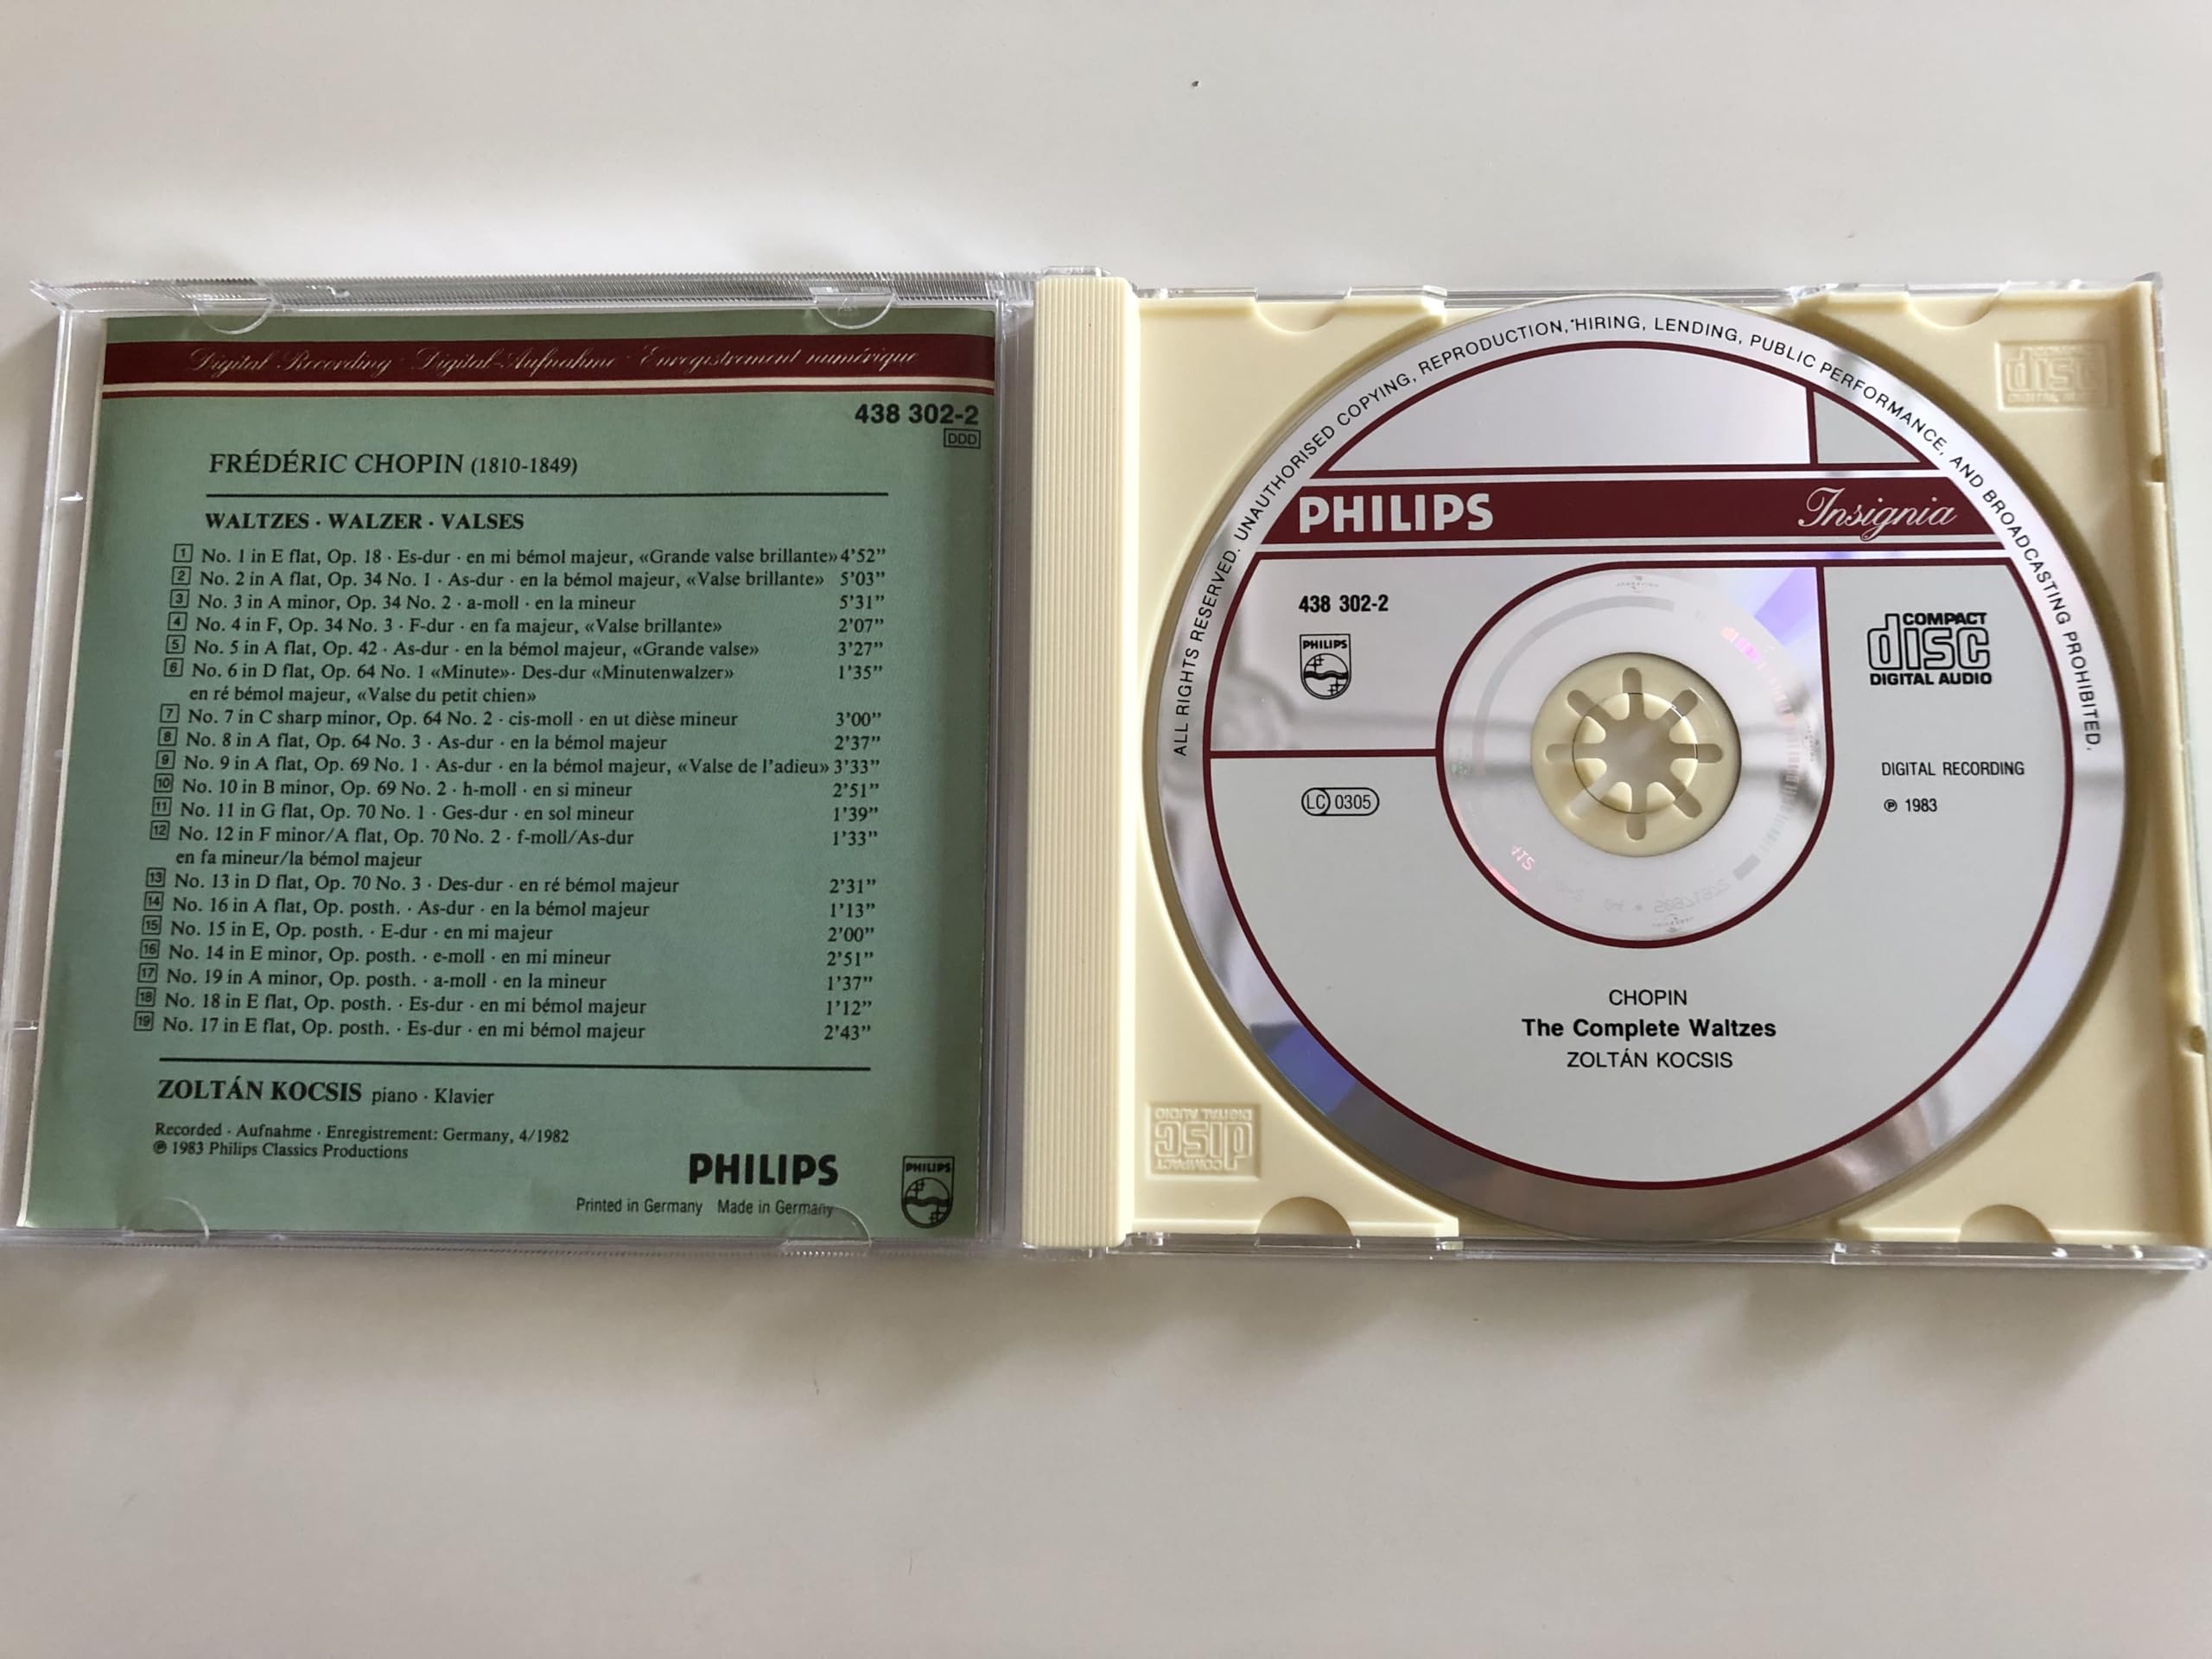 Digital Recording · Digital-Aufnahme · Enregistrement numérique
438 302-2
DDD
FRÉDÉRIC CHOPIN (1810-1849)
WALTZES · WALZER · VALSES
1 No. 1 in E flat, Op. 18 · Es-dur · en mi bémol majeur, «Grande valse brillante» 4'52"
2 No. 2 in A flat, Op. 34 No. 1 · As-dur · en la bémol majeur, «Valse brillante» 5'03"
3 No. 3 in A minor, Op. 34 No. 2 · a-moll · en la mineur 5'31"
4 No. 4 in F, Op. 34 No. 3 · F-dur · en fa majeur, «Valse brillante» 2'07"
5 No. 5 in A flat, Op. 42 · As-dur · en la bémol majeur, «Grande valse» 3'27"
6 No. 6 in D flat, Op. 64 No. 1 «Minute» · Des-dur «Minutenwalzer» 1'35"
en ré bémol majeur, «Valse du petit chien»
7 No. 7 in C sharp minor, Op. 64 No. 2 · cis-moll · en ut dièse mineur 3'00"
8 No. 8 in A flat, Op. 64 No. 3 · As-dur · en la bémol majeur 2'37"
9 No. 9 in A flat, Op. 69 No. 1 · As-dur · en la bémol majeur, «Valse de l'adieu» 3'33"
10 No. 10 in B minor, Op. 69 No. 2 · h-moll · en si mineur 2'51"
11 No. 11 in G flat, Op. 70 No. 1 · Ges-dur · en sol mineur 1'39"
12 No. 12 in F minor/A flat, Op. 70 No. 2 · f-moll/As-dur 1'33"
en fa mineur/la bémol majeur
13 No. 13 in D flat, Op. 70 No. 3 · Des-dur · en ré bémol majeur 2'31"
14 No. 16 in A flat, Op. posth. · As-dur · en la bémol majeur 1'13"
15 No. 15 in E, Op. posth. · E-dur · en mi majeur 2'00"
16 No. 14 in E minor, Op. posth. · e-moll · en mi mineur 2'51"
17 No. 19 in A minor, Op. posth. · a-moll · en la mineur 1'37"
18 No. 18 in E flat, Op. posth. · Es-dur · en mi bémol majeur 1'12"
19 No. 17 in E flat, Op. posth. · Es-dur · en mi bémol majeur 2'43"
ZOLTÁN KOCSIS piano · Klavier
Recorded · Aufnahme · Enregistrement: Germany, 4/1982
℗ 1983 Philips Classics Productions
PHILIPS
PHILIPS
Printed in Germany Made in Germany
ALL RIGHTS RESERVED. UNAUTHORISED COPYING, REPRODUCTION, HIRING, LENDING, PUBLIC PERFORMANCE, AND BROADCASTING PROHIBITED.
PHILIPS Insignia
438 302-2
PHILIPS
COMPACT
disc
DIGITAL AUDIO
DIGITAL RECORDING
℗ 1983
LC 0305
CHOPIN
The Complete Waltzes
ZOLTÁN KOCSIS
COMPACT
disc
DIGITAL AUDIO
COMPACT
disc
DIGITAL AUDIO